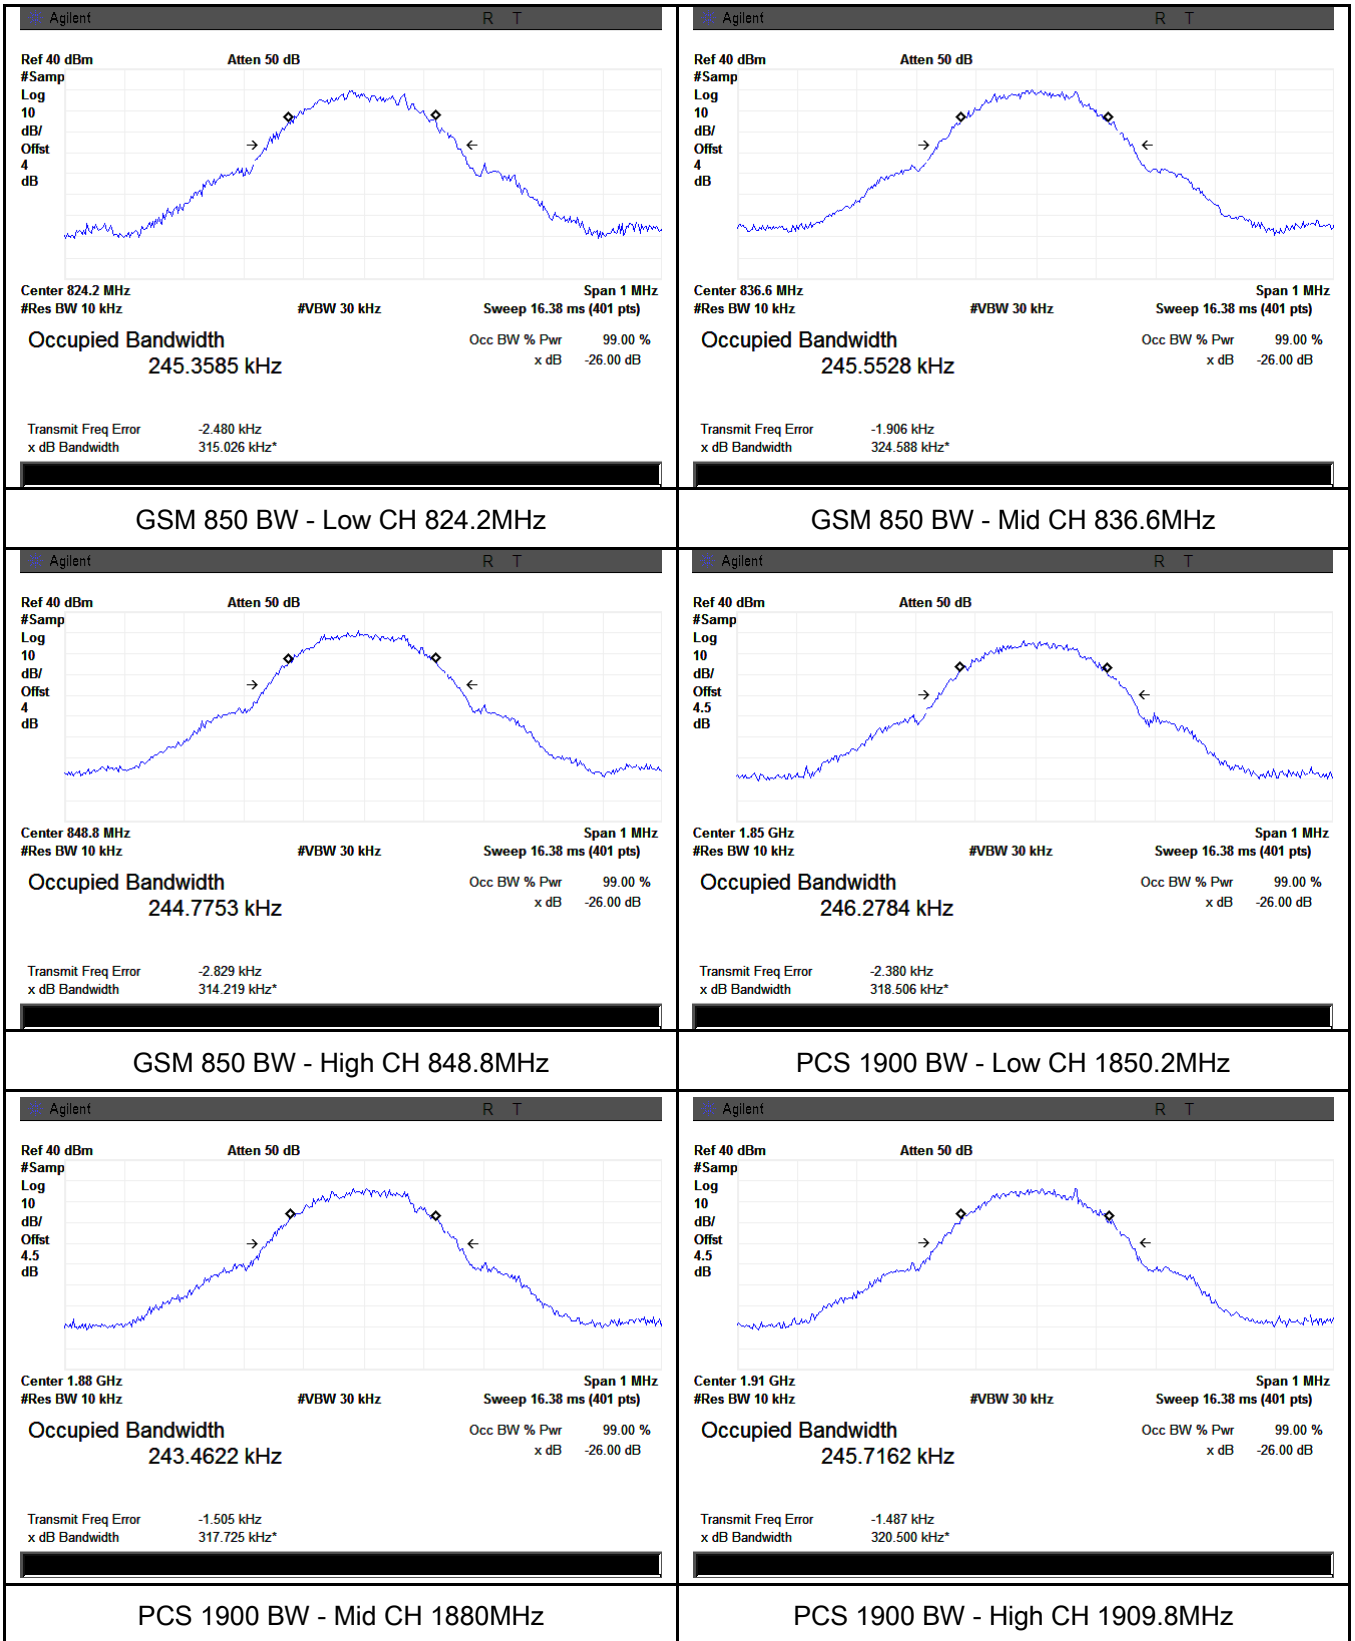 Agilent R T
Ref 40 dBm Atten 50 dB
#Samp
Log
10
dB/
Offst
4
dB
Center 824.2 MHz Span 1 MHz
#Res BW 10 kHz #VBW 30 kHz Sweep 16.38 ms (401 pts)
Occupied Bandwidth Occ BW % Pwr 99.00 %
245.3585 kHz x dB -26.00 dB
Transmit Freq Error -2.480 kHz
x dB Bandwidth 315.026 kHz*
GSM 850 BW - Low CH 824.2MHz
Agilent R T
Ref 40 dBm Atten 50 dB
#Samp
Log
10
dB/
Offst
4
dB
Center 836.6 MHz Span 1 MHz
#Res BW 10 kHz #VBW 30 kHz Sweep 16.38 ms (401 pts)
Occupied Bandwidth Occ BW % Pwr 99.00 %
245.5528 kHz x dB -26.00 dB
Transmit Freq Error -1.906 kHz
x dB Bandwidth 324.588 kHz*
GSM 850 BW - Mid CH 836.6MHz
Agilent R T
Ref 40 dBm Atten 50 dB
#Samp
Log
10
dB/
Offst
4
dB
Center 848.8 MHz Span 1 MHz
#Res BW 10 kHz #VBW 30 kHz Sweep 16.38 ms (401 pts)
Occupied Bandwidth Occ BW % Pwr 99.00 %
244.7753 kHz x dB -26.00 dB
Transmit Freq Error -2.829 kHz
x dB Bandwidth 314.219 kHz*
GSM 850 BW - High CH 848.8MHz
Agilent R T
Ref 40 dBm Atten 50 dB
#Samp
Log
10
dB/
Offst
4.5
dB
Center 1.85 GHz Span 1 MHz
#Res BW 10 kHz #VBW 30 kHz Sweep 16.38 ms (401 pts)
Occupied Bandwidth Occ BW % Pwr 99.00 %
246.2784 kHz x dB -26.00 dB
Transmit Freq Error -2.380 kHz
x dB Bandwidth 318.506 kHz*
PCS 1900 BW - Low CH 1850.2MHz
Agilent R T
Ref 40 dBm Atten 50 dB
#Samp
Log
10
dB/
Offst
4.5
dB
Center 1.88 GHz Span 1 MHz
#Res BW 10 kHz #VBW 30 kHz Sweep 16.38 ms (401 pts)
Occupied Bandwidth Occ BW % Pwr 99.00 %
243.4622 kHz x dB -26.00 dB
Transmit Freq Error -1.505 kHz
x dB Bandwidth 317.725 kHz*
PCS 1900 BW - Mid CH 1880MHz
Agilent R T
Ref 40 dBm Atten 50 dB
#Samp
Log
10
dB/
Offst
4.5
dB
Center 1.91 GHz Span 1 MHz
#Res BW 10 kHz #VBW 30 kHz Sweep 16.38 ms (401 pts)
Occupied Bandwidth Occ BW % Pwr 99.00 %
245.7162 kHz x dB -26.00 dB
Transmit Freq Error -1.487 kHz
x dB Bandwidth 320.500 kHz*
PCS 1900 BW - High CH 1909.8MHz